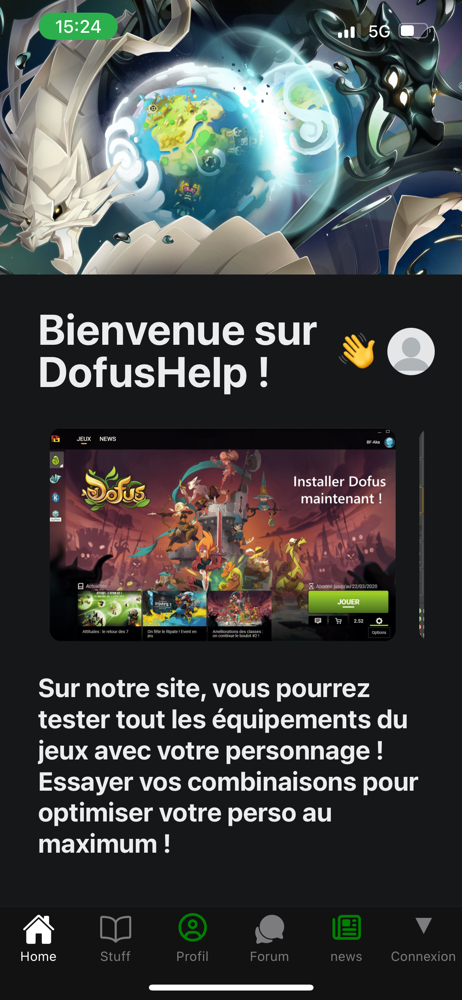 15:24
5G
Bienvenue sur
DofusHelp !
JEUX NEWS
BF-Aka
Dofus
Installer Dofus
maintenant !
ALPHA
Actualités
Abonné jusqu'au 22/03/2020
ATTITUDES : LE RETOUR DES 7,
RIPATE !
JOUER
2.52
Attitudes : le retour des 7
On fête le Ripate ! Event en
jeu
Améliorations des classes :
on continue le boulot #2 !
Options
Sur notre site, vous pourrez
tester tout les équipements du
jeux avec votre personnage !
Essayer vos combinaisons pour
optimiser votre perso au
maximum !
Home
Stuff
Profil
Forum
news
Connexion